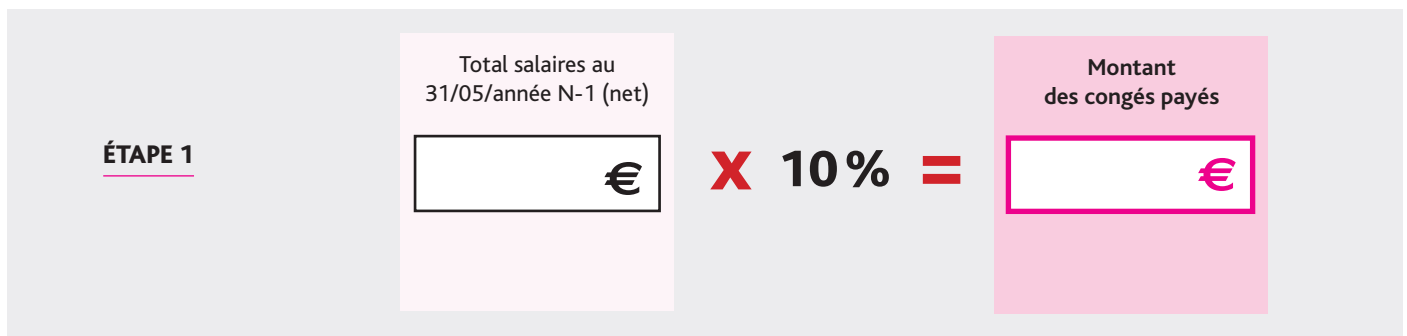 Total salaires au
31/05/année N-1 (net)
Montant
des congés payés
ÉTAPE 1
€ X 10 % = €